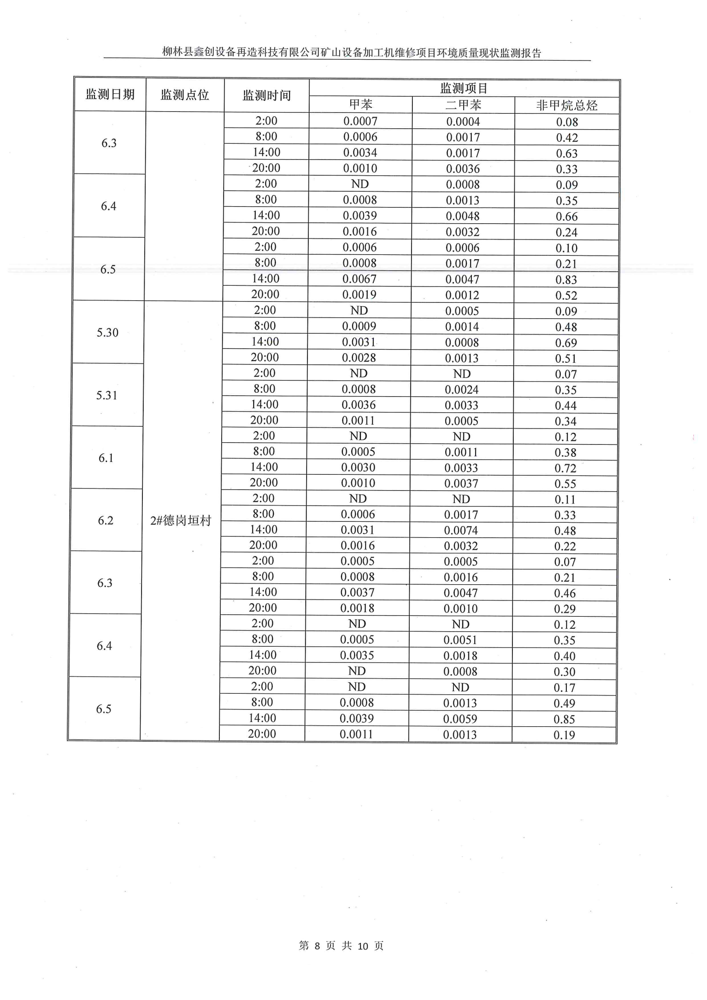 柳林县鑫创设备再造科技有限公司矿山设备加工机维修项目环境质量现状监测报告
监测日期 监测点位 监测时间 监测项目
甲苯 二甲苯 非甲烷总烃
6.3 2:00 0.0007 0.0004 0.08
8:00 0.0006 0.0017 0.42
14:00 0.0034 0.0017 0.63
20:00 0.0010 0.0036 0.33
6.4 2:00 ND 0.0008 0.09
8:00 0.0008 0.0013 0.35
14:00 0.0039 0.0048 0.66
20:00 0.0016 0.0032 0.24
6.5 2:00 0.0006 0.0006 0.10
8:00 0.0008 0.0017 0.21
14:00 0.0067 0.0047 0.83
20:00 0.0019 0.0012 0.52
5.30 2#德岗垣村 2:00 ND 0.0005 0.09
8:00 0.0009 0.0014 0.48
14:00 0.0031 0.0008 0.69
20:00 0.0028 0.0013 0.51
5.31 2:00 ND ND 0.07
8:00 0.0008 0.0024 0.35
14:00 0.0036 0.0033 0.44
20:00 0.0011 0.0005 0.34
6.1 2:00 ND ND 0.12
8:00 0.0005 0.0011 0.38
14:00 0.0030 0.0033 0.72
20:00 0.0010 0.0037 0.55
6.2 2:00 ND ND 0.11
8:00 0.0006 0.0017 0.33
14:00 0.0031 0.0074 0.48
20:00 0.0016 0.0032 0.22
6.3 2:00 0.0005 0.0005 0.07
8:00 0.0008 0.0016 0.21
14:00 0.0037 0.0047 0.46
20:00 0.0018 0.0010 0.29
6.4 2:00 ND ND 0.12
8:00 0.0005 0.0051 0.35
14:00 0.0035 0.0018 0.40
20:00 ND 0.0008 0.30
6.5 2:00 ND ND 0.17
8:00 0.0008 0.0013 0.49
14:00 0.0039 0.0059 0.85
20:00 0.0011 0.0013 0.19
第 8 页 共 10 页